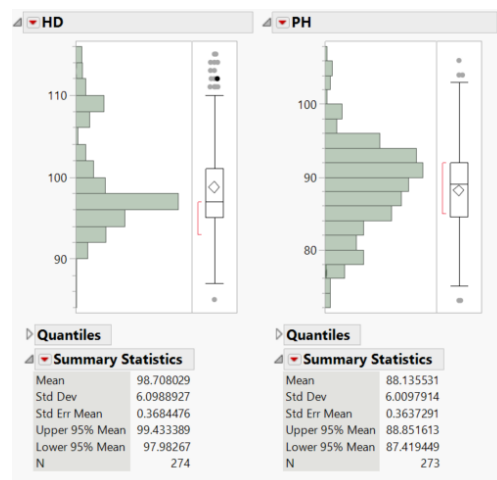 HD
110
100
90
Quantiles
Summary Statistics
Mean 98.708029
Std Dev 6.0988927
Std Err Mean 0.3684476
Upper 95% Mean 99.433389
Lower 95% Mean 97.98267
N 274
PH
100
90
80
Quantiles
Summary Statistics
Mean 88.135531
Std Dev 6.0097914
Std Err Mean 0.3637291
Upper 95% Mean 88.851613
Lower 95% Mean 87.419449
N 273